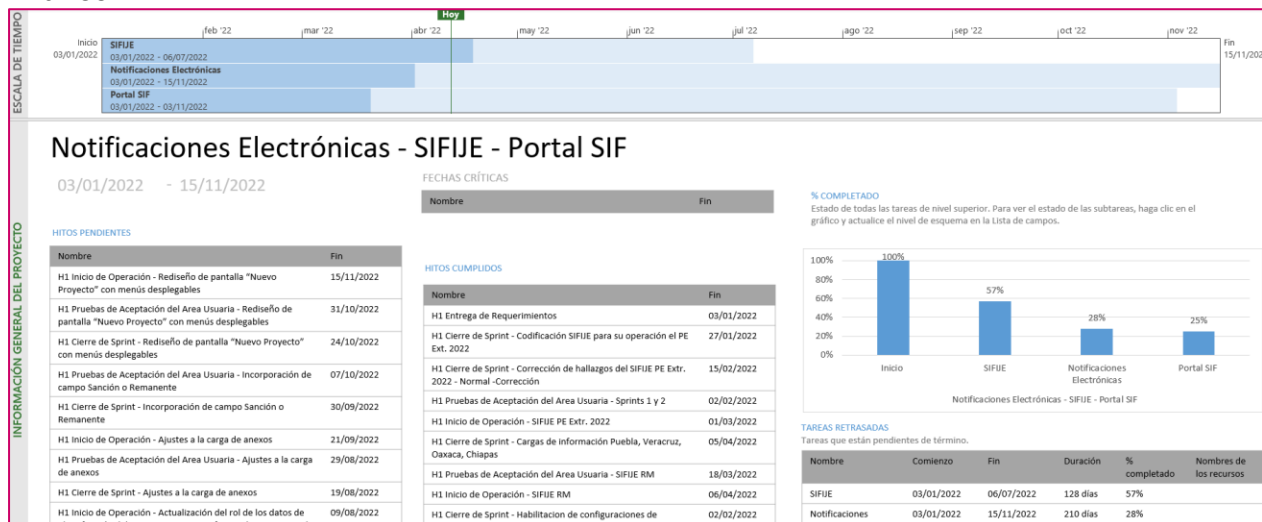 Hoy
feb '22 mar '22 abr '22 may '22 jun '22 jul '22 ago '22 sep '22 oct '22 nov '22
ESCALA DE TIEMPO
Inicio
03/01/2022
SIFIJE
03/01/2022 - 06/07/2022
Notificaciones Electrónicas
03/01/2022 - 15/11/2022
Portal SIF
03/01/2022 - 03/11/2022
Fin
15/11/202
INFORMACIÓN GENERAL DEL PROYECTO
Notificaciones Electrónicas - SIFIJE - Portal SIF
03/01/2022 - 15/11/2022
HITOS PENDIENTES
Nombre Fin
H1 Inicio de Operación - Rediseño de pantalla “Nuevo 15/11/2022
Proyecto” con menús desplegables
H1 Pruebas de Aceptación del Area Usuaria - Rediseño de 31/10/2022
pantalla “Nuevo Proyecto” con menús desplegables
H1 Cierre de Sprint - Rediseño de pantalla “Nuevo Proyecto” 24/10/2022
con menús desplegables
H1 Pruebas de Aceptación del Area Usuaria - Incorporación de 07/10/2022
campo Sanción o Remanente
H1 Cierre de Sprint - Incorporación de campo Sanción o 30/09/2022
Remanente
H1 Inicio de Operación - Ajustes a la carga de anexos 21/09/2022
H1 Pruebas de Aceptación del Area Usuaria - Ajustes a la carga 29/08/2022
de anexos
H1 Cierre de Sprint - Ajustes a la carga de anexos 19/08/2022
H1 Inicio de Operación - Actualización del rol de los datos de 09/08/2022
FECHAS CRÍTICAS
Nombre Fin
HITOS CUMPLIDOS
Nombre Fin
H1 Entrega de Requerimientos 03/01/2022
H1 Cierre de Sprint - Codificación SIFIJE para su operación el PE 27/01/2022
Ext. 2022
H1 Cierre de Sprint - Corrección de hallazgos del SIFIJE PE Extr. 15/02/2022
2022 - Normal -Corrección
H1 Pruebas de Aceptación del Area Usuaria - Sprints 1 y 2 02/02/2022
H1 Inicio de Operación - SIFIJE PE Extr. 2022 01/03/2022
H1 Cierre de Sprint - Cargas de Información Puebla, Veracruz, 05/04/2022
Oaxaca, Chiapas
H1 Pruebas de Aceptación del Area Usuaria - SIFIJE RM 18/03/2022
H1 Inicio de Operación - SIFIJE RM 06/04/2022
H1 Cierre de Sprint - Habilitacion de configuraciones de 02/02/2022
% COMPLETADO
Estado de todas las tareas de nivel superior. Para ver el estado de las subtareas, haga clic en el
gráfico y actualice el nivel de esquema en la Lista de campos.
100%
80%
60%
40%
20%
0%
100% 57% 28% 25%
Inicio SIFIJE Notificaciones Portal SIF
Electrónicas
Notificaciones Electrónicas - SIFIJE - Portal SIF
TAREAS RETRASADAS
Tareas que están pendientes de término.
Nombre Comienzo Fin Duración % Nombres de
completado los recursos
SIFIJE 03/01/2022 06/07/2022 128 días 57%
Notificaciones 03/01/2022 15/11/2022 210 días 28%